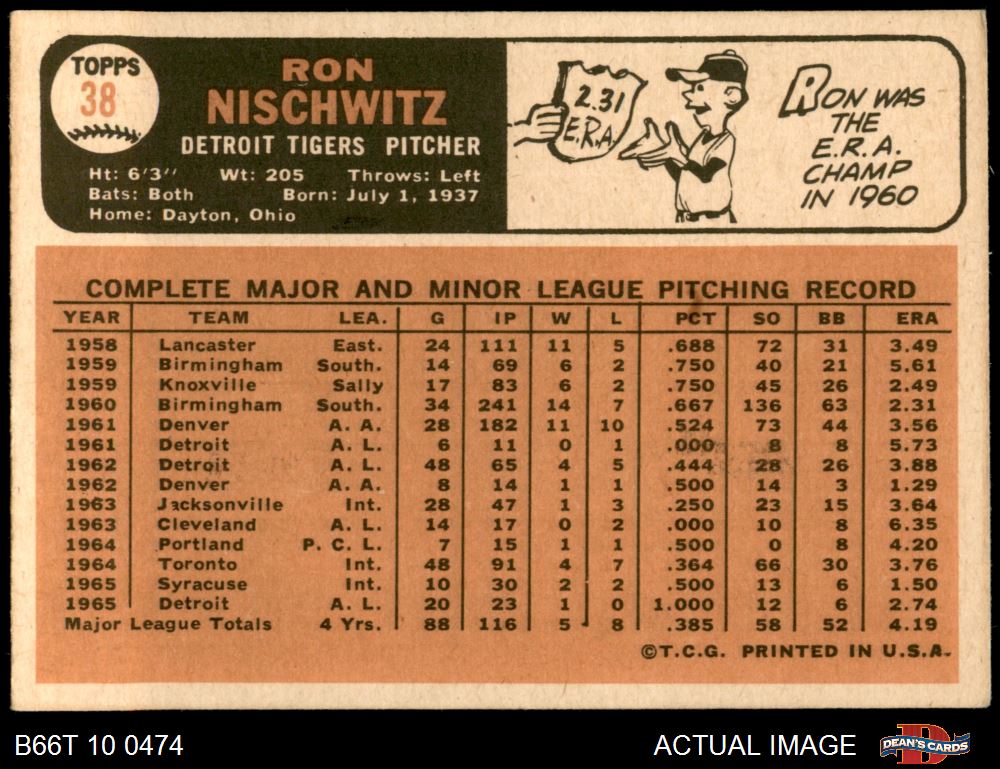 TOPPS
38
RON
NISCHWITZ
DETROIT TIGERS PITCHER
Ht: 6'3" Wt: 205 Throws: Left
Bats: Both Born: July 1, 1937
Home: Dayton, Ohio
2.31
E.R.A.
RON WAS
THE
E.R.A.
CHAMP
IN 1960
COMPLETE MAJOR AND MINOR LEAGUE PITCHING RECORD
YEAR TEAM LEA. G IP W L PCT SO BB ERA
1958 Lancaster East. 24 111 11 5 .688 72 31 3.49
1959 Birmingham South. 14 69 6 2 .750 40 21 5.61
1959 Knoxville Sally 17 83 6 2 .750 45 26 2.49
1960 Birmingham South. 34 241 14 7 .667 136 63 2.31
1961 Denver A. A. 28 182 11 10 .524 73 44 3.56
1961 Detroit A. L. 6 11 0 1 .000 8 8 5.73
1962 Detroit A. L. 48 65 4 5 .444 28 26 3.88
1962 Denver A. A. 8 14 1 1 .500 14 3 1.29
1963 Jacksonville Int. 28 47 1 3 .250 23 15 3.64
1963 Cleveland A. L. 14 17 0 2 .000 10 8 6.35
1964 Portland P. C. L. 7 15 1 1 .500 0 8 4.20
1964 Toronto Int. 48 91 4 7 .364 66 30 3.76
1965 Syracuse Int. 10 30 2 2 .500 13 6 1.50
1965 Detroit A. L. 20 23 1 0 1.000 12 6 2.74
Major League Totals 4 Yrs. 88 116 5 8 .385 58 52 4.19
©T.C.G. PRINTED IN U.S.A.
B66T 10 0474 ACTUAL IMAGE DEAN'S CARDS